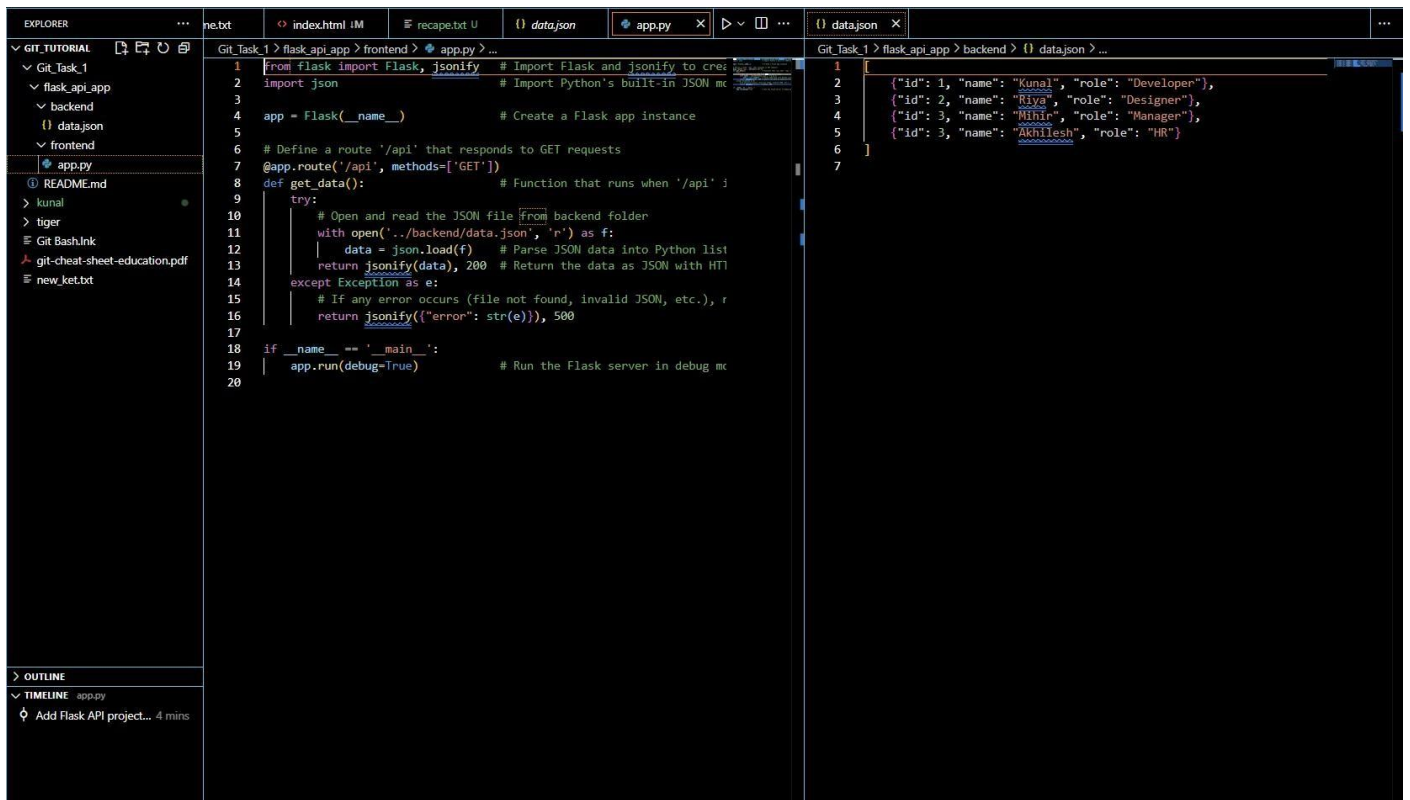 EXPLORER ...
GIT_TUTORIAL
Git_Task_1
flask_api_app
backend
{} data.json
frontend
app.py
README.md
kunal
tiger
Git Bash.lnk
git-cheat-sheet-education.pdf
new_ket.txt
OUTLINE
TIMELINE app.py
Add Flask API project... 4 mins
ne.txt <> index.html ↓M recape.txt U {} data.json app.py × ...
Git_Task_1 > flask_api_app > frontend > app.py > ...
1 from flask import Flask, jsonify # Import Flask and jsonify to crea
2 import json # Import Python's built-in JSON mo
3
4 app = Flask(__name__) # Create a Flask app instance
5
6 # Define a route '/api' that responds to GET requests
7 @app.route('/api', methods=['GET'])
8 def get_data(): # Function that runs when '/api' i
9 try:
10 # Open and read the JSON file from backend folder
11 with open('../backend/data.json', 'r') as f:
12 data = json.load(f) # Parse JSON data into Python list
13 return jsonify(data), 200 # Return the data as JSON with HTT
14 except Exception as e:
15 # If any error occurs (file not found, invalid JSON, etc.), r
16 return jsonify({"error": str(e)}), 500
17
18 if __name__ == '__main__':
19 app.run(debug=True) # Run the Flask server in debug mo
20
{} data.json × ...
Git_Task_1 > flask_api_app > backend > {} data.json > ...
1 [
2 {"id": 1, "name": "Kunal", "role": "Developer"},
3 {"id": 2, "name": "Riya", "role": "Designer"},
4 {"id": 3, "name": "Mihir", "role": "Manager"},
5 {"id": 3, "name": "Akhilesh", "role": "HR"}
6 ]
7